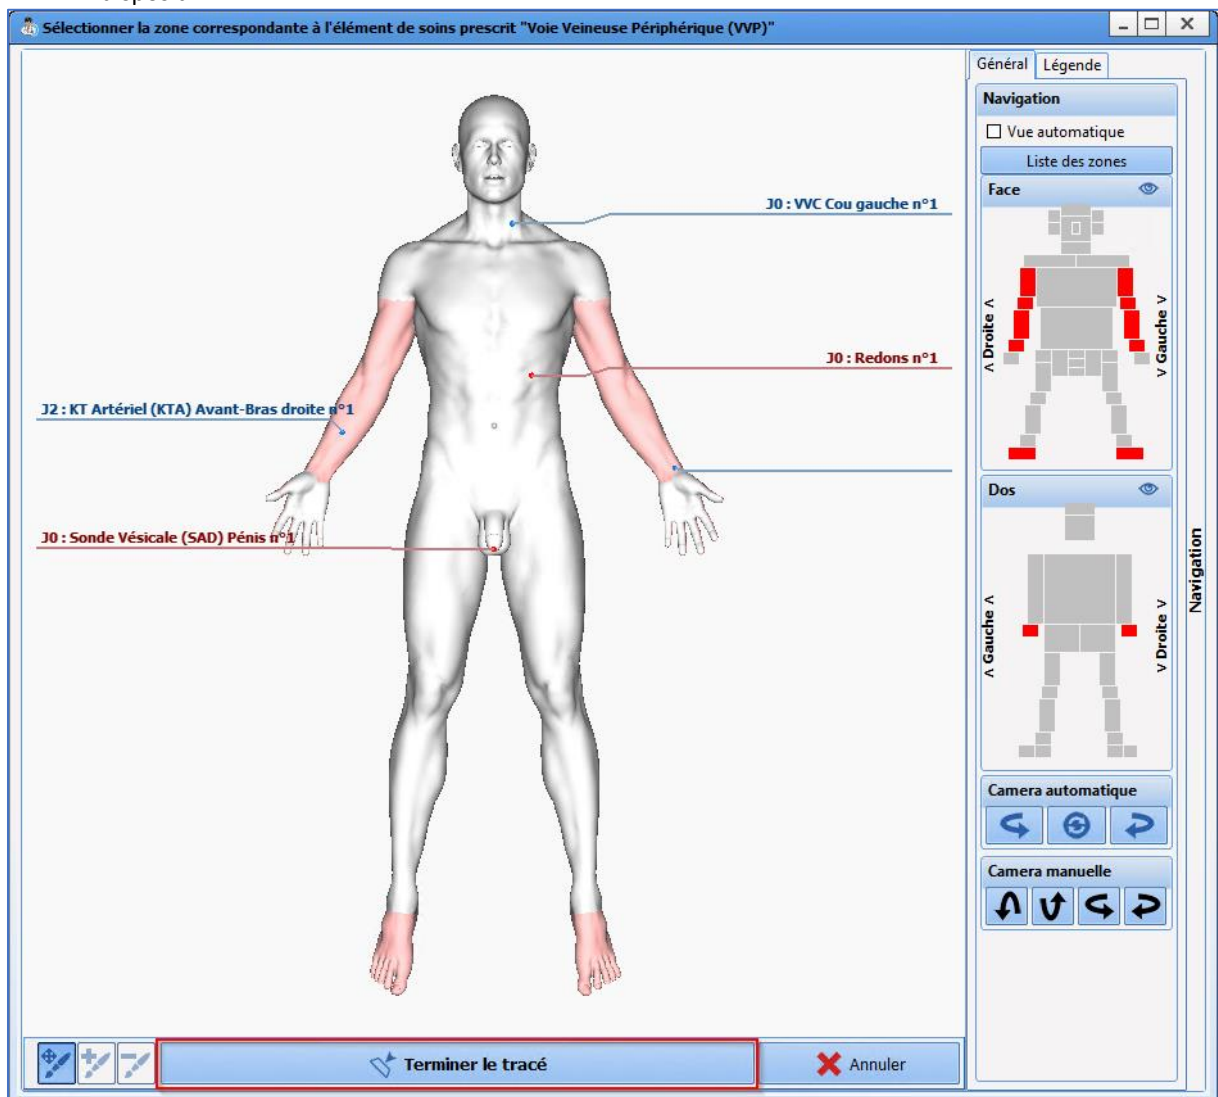 Sélectionner la zone correspondante à l'élément de soins prescrit "Voie Veineuse Périphérique (VVP)"
Général
Légende
Navigation
Vue automatique
Liste des zones
Face
< Droite <
> Gauche >
J0 : VVC Cou gauche n°1
J0 : Redons n°1
J2 : KT Artériel (KTA) Avant-Bras droite n°1
J0 : Sonde Vésicale (SAD) Pénis n°1
Dos
< Gauche <
> Droite >
Navigation
Camera automatique
Camera manuelle
Terminer le tracé
Annuler